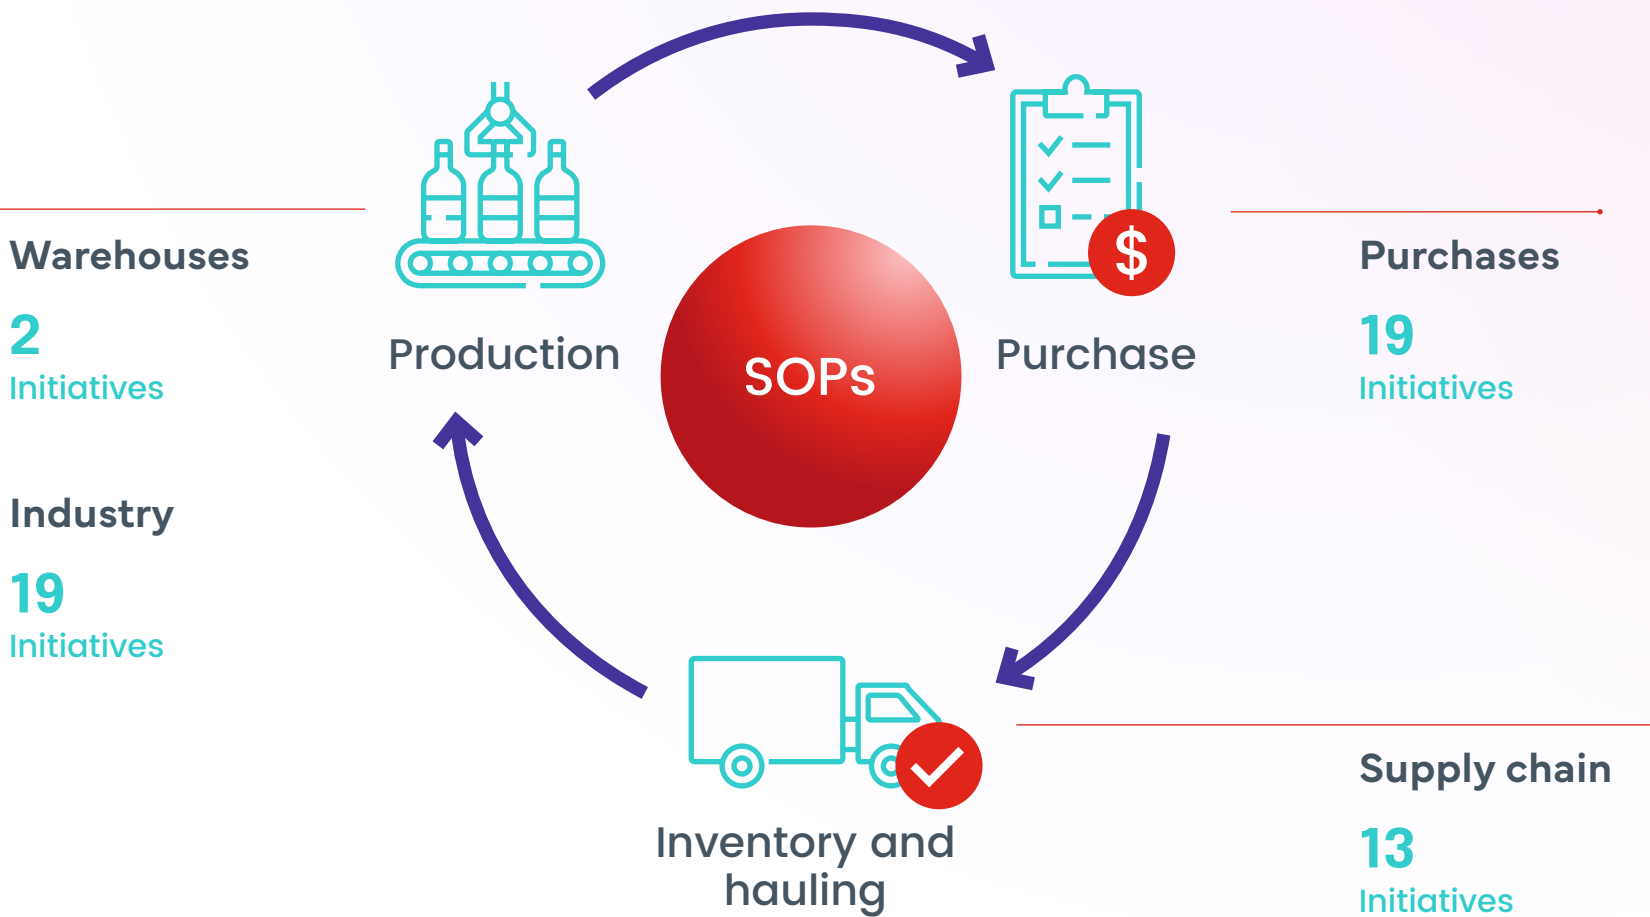 Warehouses
2
Initiatives
Industry
19
Initiatives
Production
SOPs
$
Purchase
Purchases
19
Initiatives
Inventory and
hauling
Supply chain
13
Initiatives